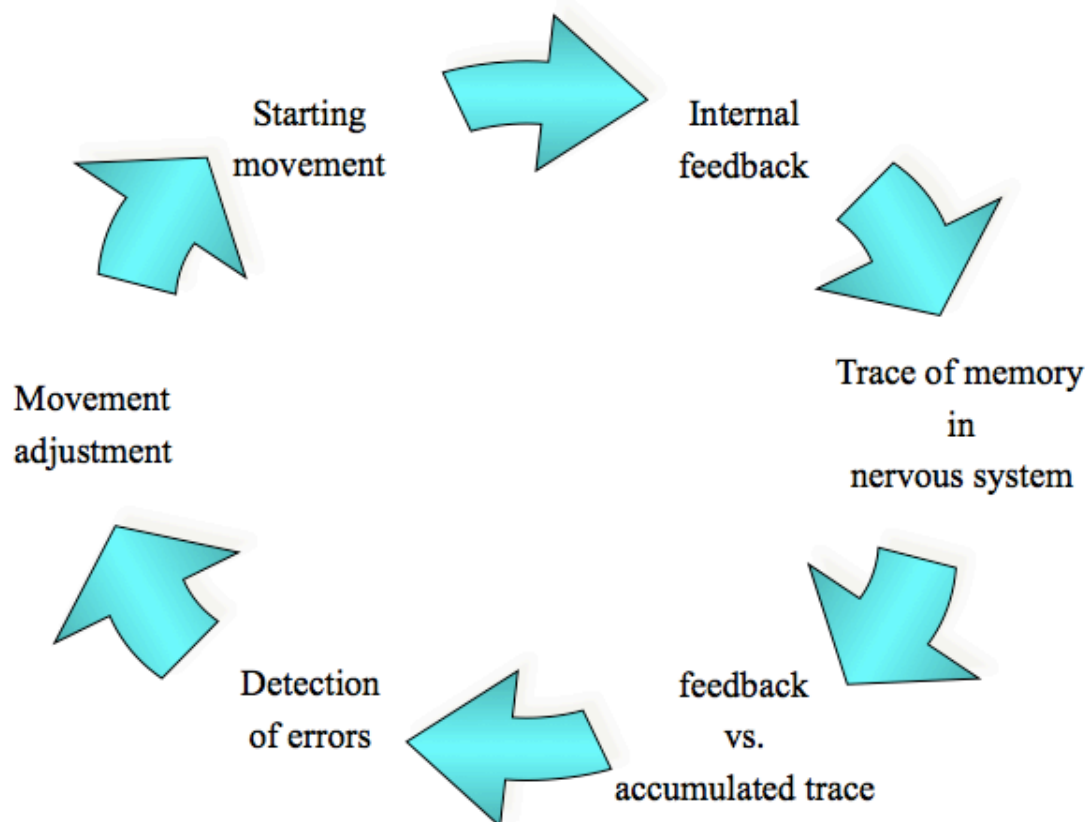 Starting
movement
Internal
feedback
Trace of memory
in
nervous system
feedback
vs.
accumulated trace
Detection
of errors
Movement
adjustment